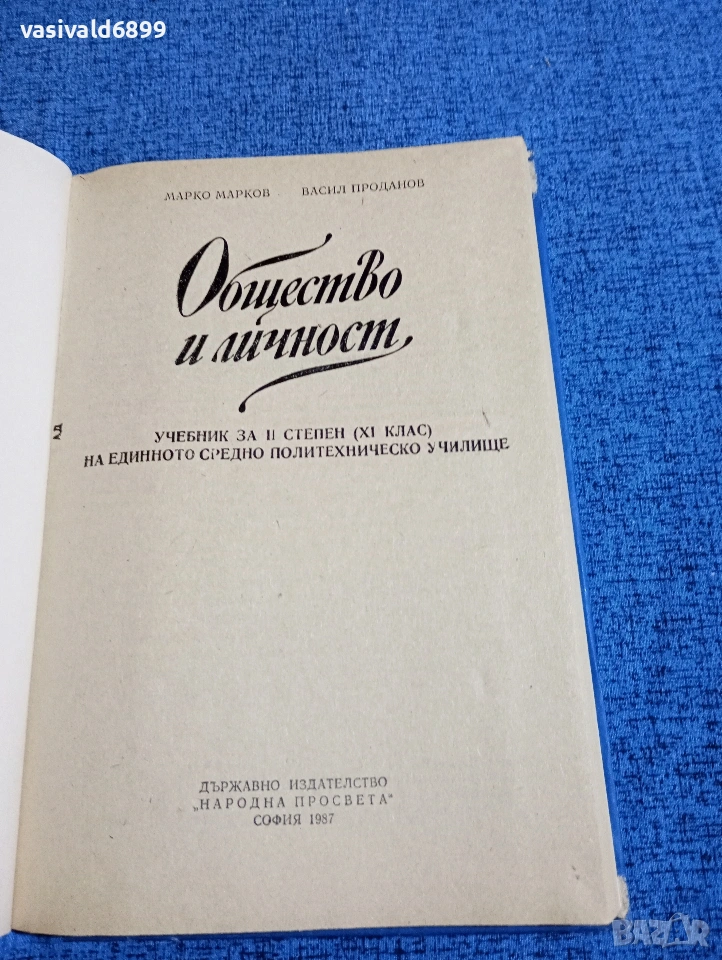 vasivald6899
МАРКО МАРКОВ ВАСИЛ ПРОДАНОВ
Общество
и личност
УЧЕБНИК ЗА II СТЕПЕН (XI КЛАС)
НА ЕДИННОТО СРЕДНО ПОЛИТЕХНИЧЕСКО УЧИЛИЩЕ
ДЪРЖАВНО ИЗДАТЕЛСТВО
„НАРОДНА ПРОСВЕТА"
СОФИЯ 1987
BAZAR